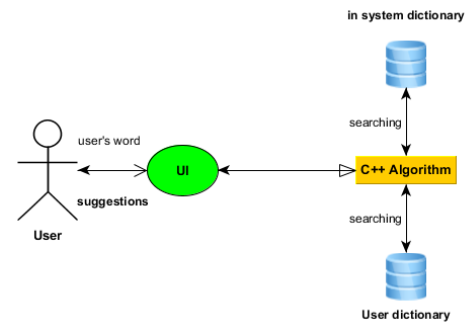 in system dictionary
searching
user's word
UI
C++ Algorithm
suggestions
searching
User
User dictionary